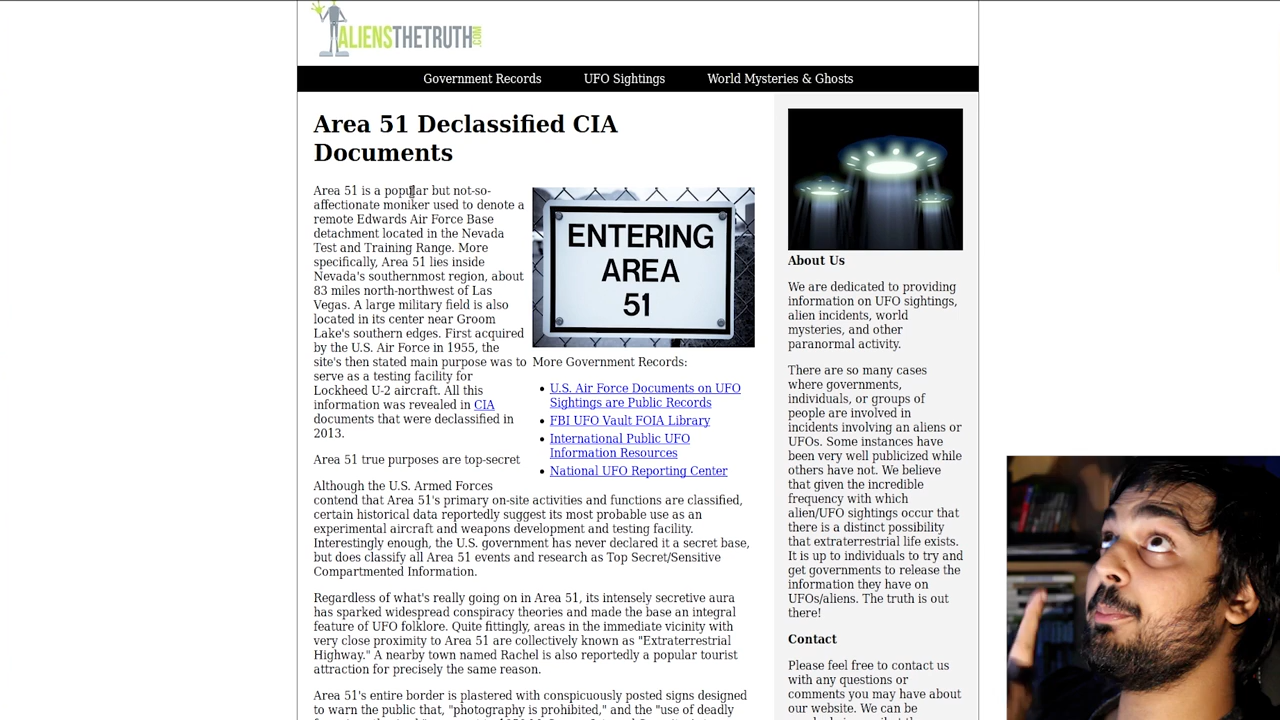 ALIENSTHETRUTH.COM
Government Records
UFO Sightings
World Mysteries & Ghosts
Area 51 Declassified CIA
Documents
Area 51 is a popular but not-so-
affectionate moniker used to denote a
remote Edwards Air Force Base
detachment located in the Nevada
Test and Training Range. More
specifically, Area 51 lies inside
Nevada's southernmost region, about
83 miles north-northwest of Las
Vegas. A large military field is also
located in its center near Groom
Lake's southern edges. First acquired
by the U.S. Air Force in 1955, the
site's then stated main purpose was to
serve as a testing facility for
Lockheed U-2 aircraft. All this
information was revealed in CIA
documents that were declassified in
2013.
Area 51 true purposes are top-secret
ENTERING
AREA
51
More Government Records:
U.S. Air Force Documents on UFO
Sightings are Public Records
FBI UFO Vault FOIA Library
International Public UFO
Information Resources
National UFO Reporting Center
Although the U.S. Armed Forces
contend that Area 51's primary on-site activities and functions are classified,
certain historical data reportedly suggest its most probable use as an
experimental aircraft and weapons development and testing facility.
Interestingly enough, the U.S. government has never declared it a secret base,
but does classify all Area 51 events and research as Top Secret/Sensitive
Compartmented Information.
Regardless of what's really going on in Area 51, its intensely secretive aura
has sparked widespread conspiracy theories and made the base an integral
feature of UFO folklore. Quite fittingly, areas in the immediate vicinity with
very close proximity to Area 51 are collectively known as "Extraterrestrial
Highway." A nearby town named Rachel is also reportedly a popular tourist
attraction for precisely the same reason.
Area 51's entire border is plastered with conspicuously posted signs designed
to warn the public that, "photography is prohibited," and the "use of deadly
About Us
We are dedicated to providing
information on UFO sightings,
alien incidents, world
mysteries, and other
paranormal activity.
There are so many cases
where governments,
individuals, or groups of
people are involved in
incidents involving an aliens or
UFOs. Some instances have
been very well publicized while
others have not. We believe
that given the incredible
frequency with which
alien/UFO sightings occur that
there is a distinct possibility
that extraterrestrial life exists.
It is up to individuals to try and
get governments to release the
information they have on
UFOs/aliens. The truth is out
there!
Contact
Please feel free to contact us
with any questions or
comments you may have about
our website. We can be